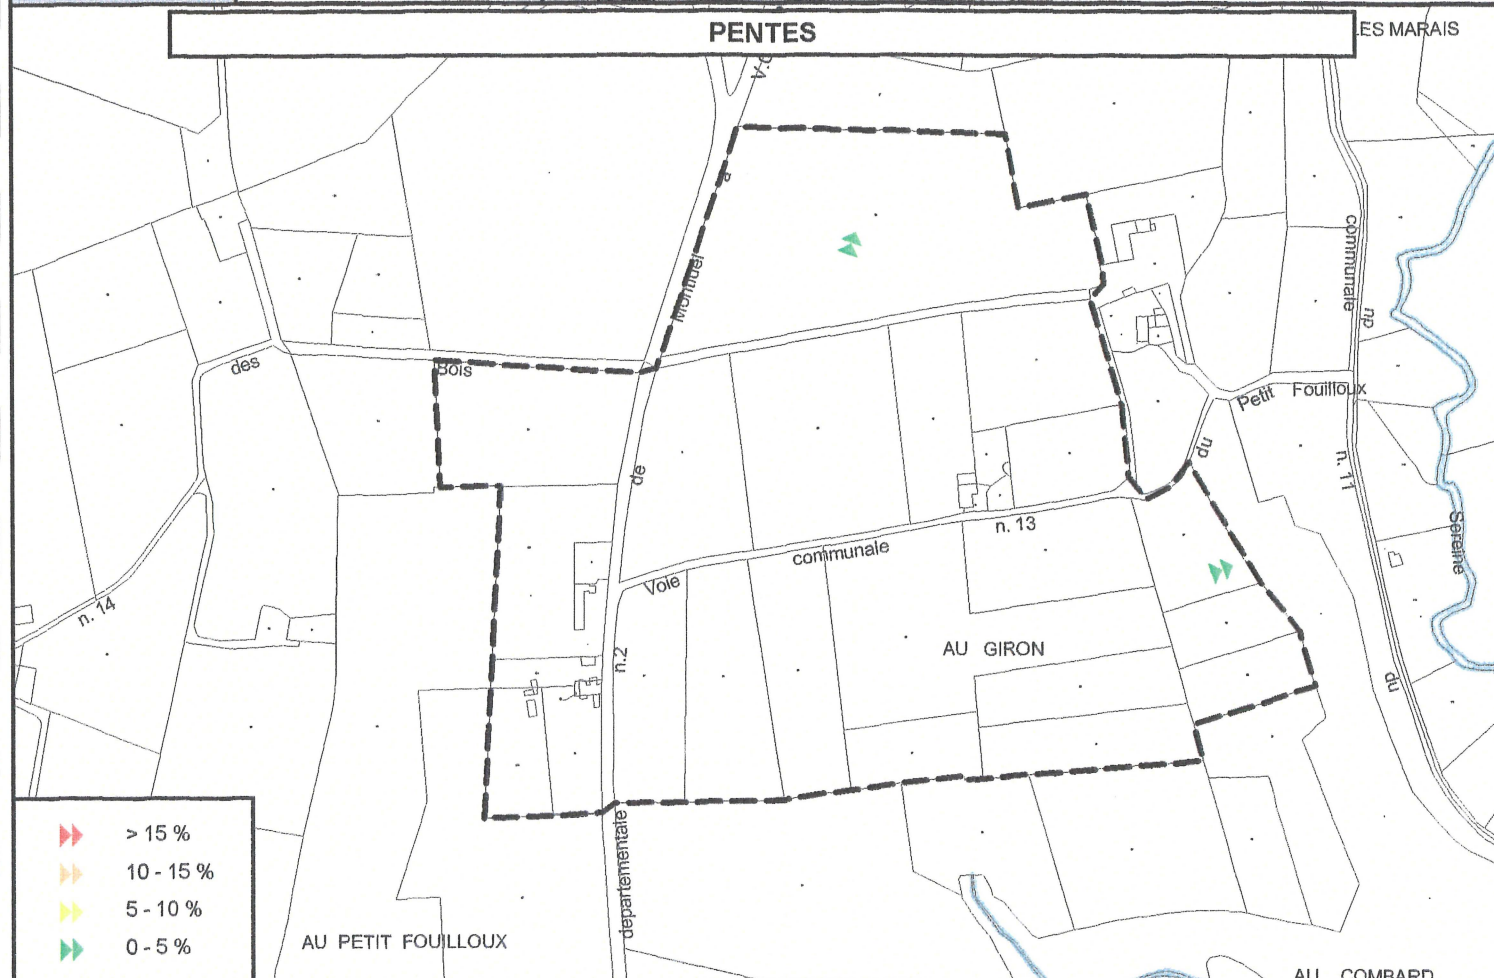 PENTES
LES MARAIS
V.C
a
Montluel
communale
du
des
Bois
Petit Fouilloux
de
du
n. 11
n. 13
communale
Voie
Sereine
n. 14
AU GIRON
n.2
du
> 15 %
10 - 15 %
5 - 10 %
0 - 5 %
departementale
AU PETIT FOUILLOUX
AU COMBARD